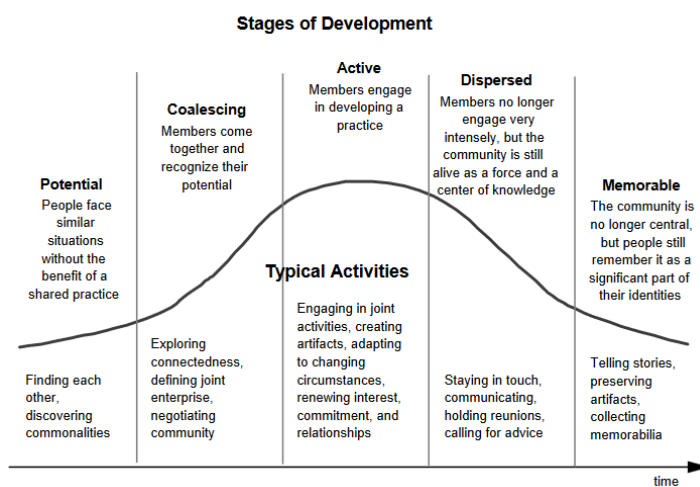 Stages of Development
Potential
People face
similar
situations
without the
benefit of a
shared practice
Coalescing
Members come
together and
recognize their
potential
Active
Members engage
in developing a
practice
Dispersed
Members no longer
engage very
intensely, but the
community is still
alive as a force and a
center of knowledge
Memorable
The community is
no longer central,
but people still
remember it as a
significant part of
their identities
Typical Activities
Finding each
other,
discovering
commonalities
Exploring
connectedness,
defining joint
enterprise,
negotiating
community
Engaging in joint
activities, creating
artifacts, adapting
to changing
circumstances,
renewing interest,
commitment, and
relationships
Staying in touch,
communicating,
holding reunions,
calling for advice
Telling stories,
preserving
artifacts,
collecting
memorabilia
time